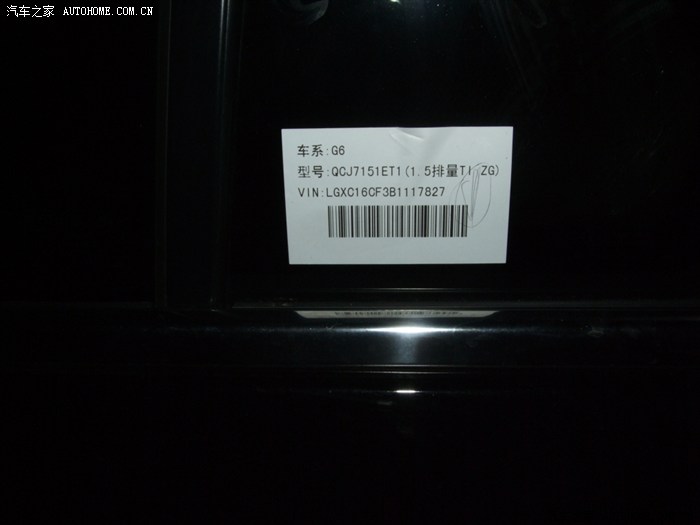 汽车之家 AUTOHOME.COM.CN
车系:G6
型号:QCJ7151ET1(1.5排量TI ZG)
VIN:LGXC16CF3B1117827